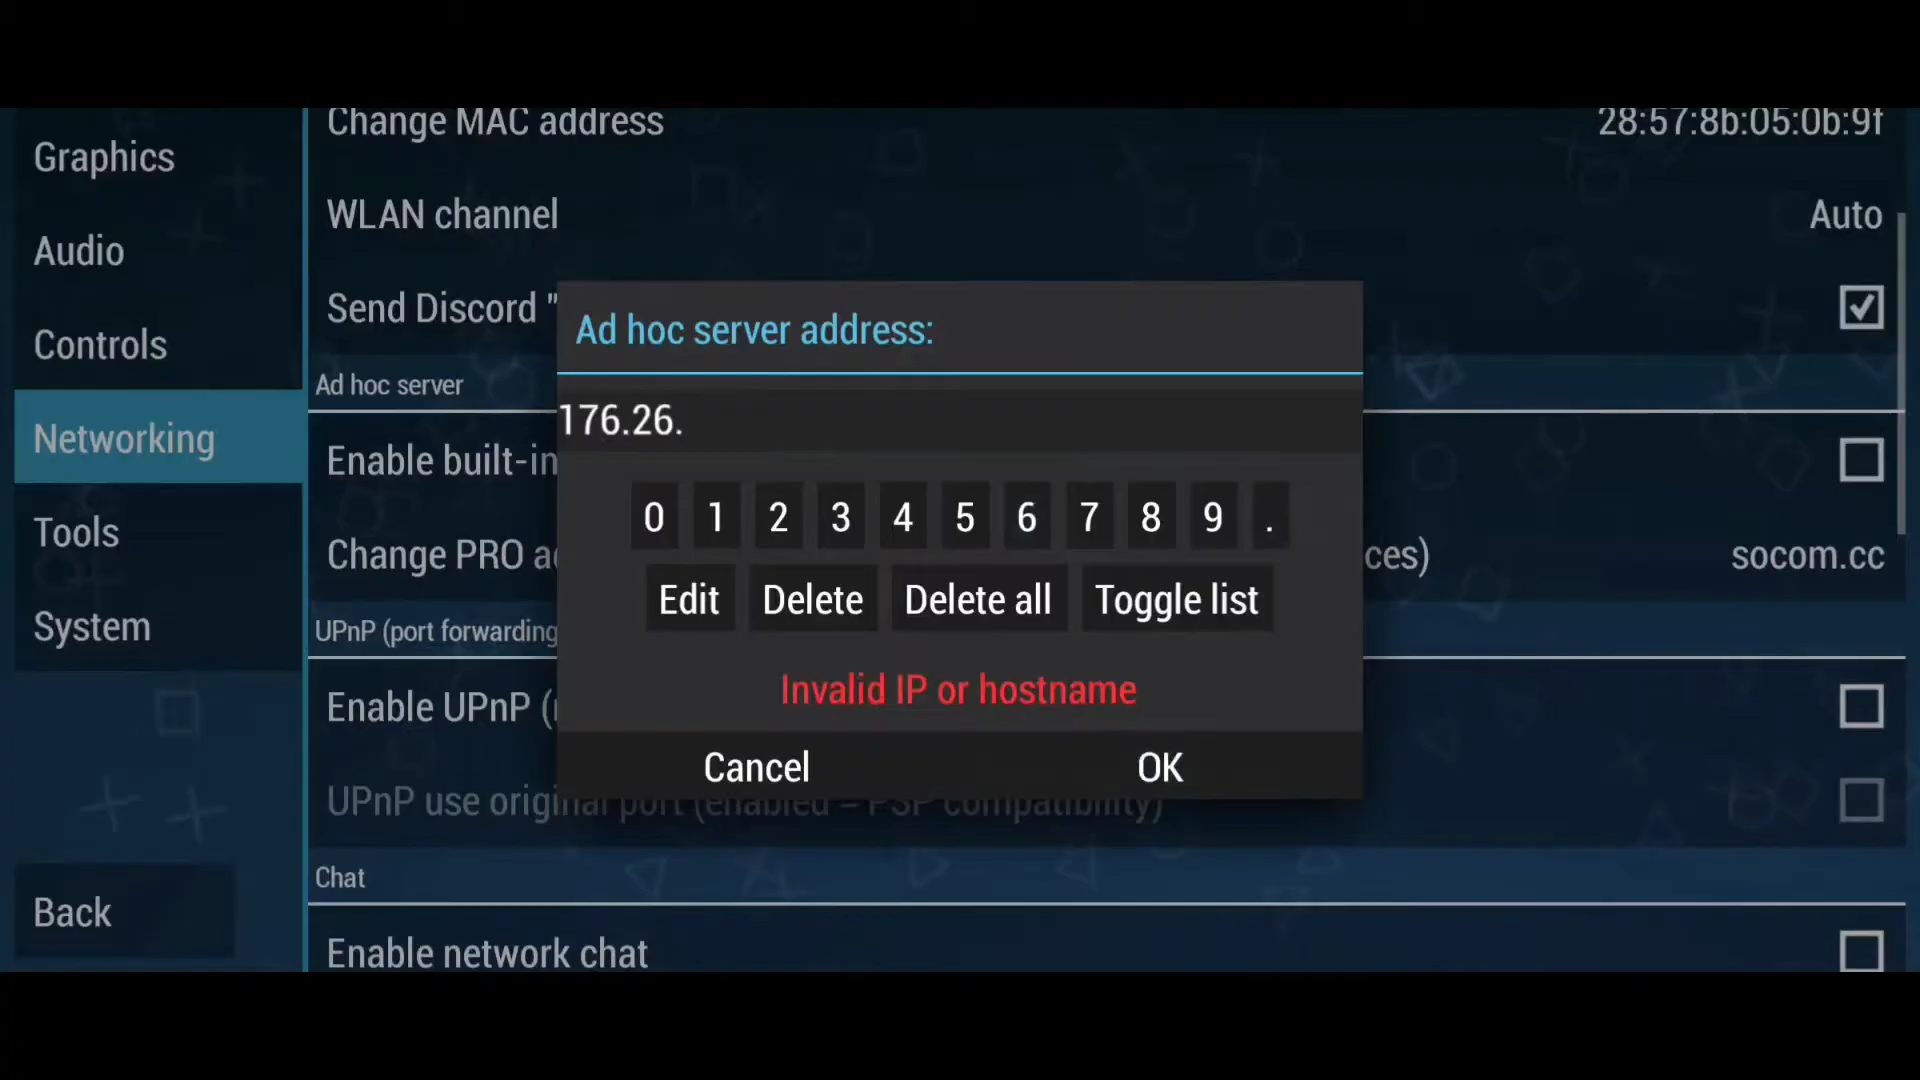 Change MAC address
28:57:8b:05:0b:9f
Graphics
WLAN channel
Auto
Audio
Send Discord "
Ad hoc server address:
Controls
Ad hoc server
176.26.
Networking
Enable built-in
0 1 2 3 4 5 6 7 8 9 .
Tools
Change PRO a
ces)
socom.cc
Edit Delete Delete all Toggle list
System
UPnP (port forwarding
Invalid IP or hostname
Enable UPnP (
Cancel
OK
UPnP use original port (enabled = PSP compatibility)
Chat
Back
Enable network chat